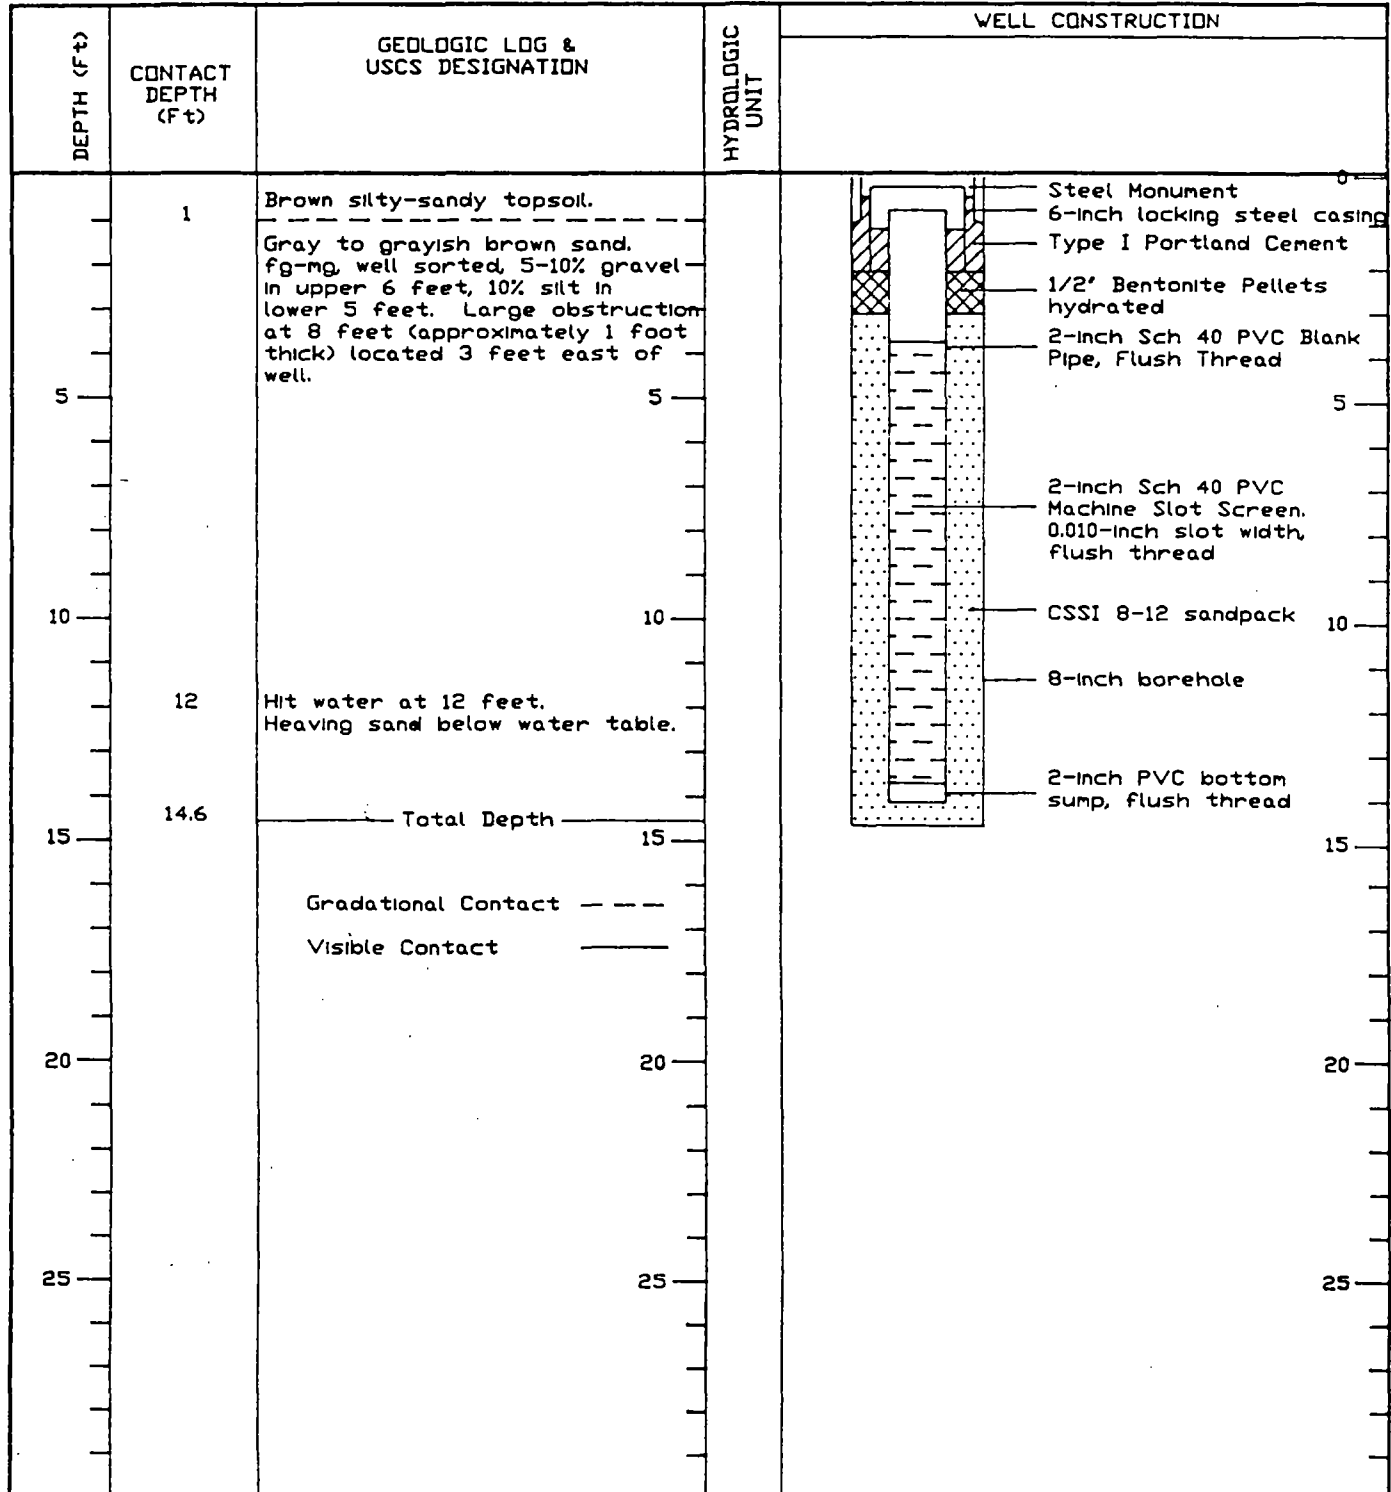 DEPTH (Ft)
CONTACT
DEPTH
(Ft)
GEOLOGIC LOG &
USCS DESIGNATION
HYDROLOGIC
UNIT
WELL CONSTRUCTION
1
Brown silty-sandy topsoil.
Gray to grayish brown sand.
fg-mg, well sorted, 5-10% gravel
in upper 6 feet, 10% silt in
lower 5 feet. Large obstruction
at 8 feet (approximately 1 foot
thick) located 3 feet east of
well.
12
Hit water at 12 feet.
Heaving sand below water table.
14.6
Total Depth
Gradational Contact
Visible Contact
5
10
15
20
25
5
10
15
20
25
Steel Monument
6-inch locking steel casing
Type I Portland Cement
1/2' Bentonite Pellets
hydrated
2-inch Sch 40 PVC Blank
Pipe, Flush Thread
2-inch Sch 40 PVC
Machine Slot Screen.
0.010-inch slot width,
flush thread
CSSI 8-12 sandpack
8-inch borehole
2-inch PVC bottom
sump, flush thread
0
5
10
15
20
25